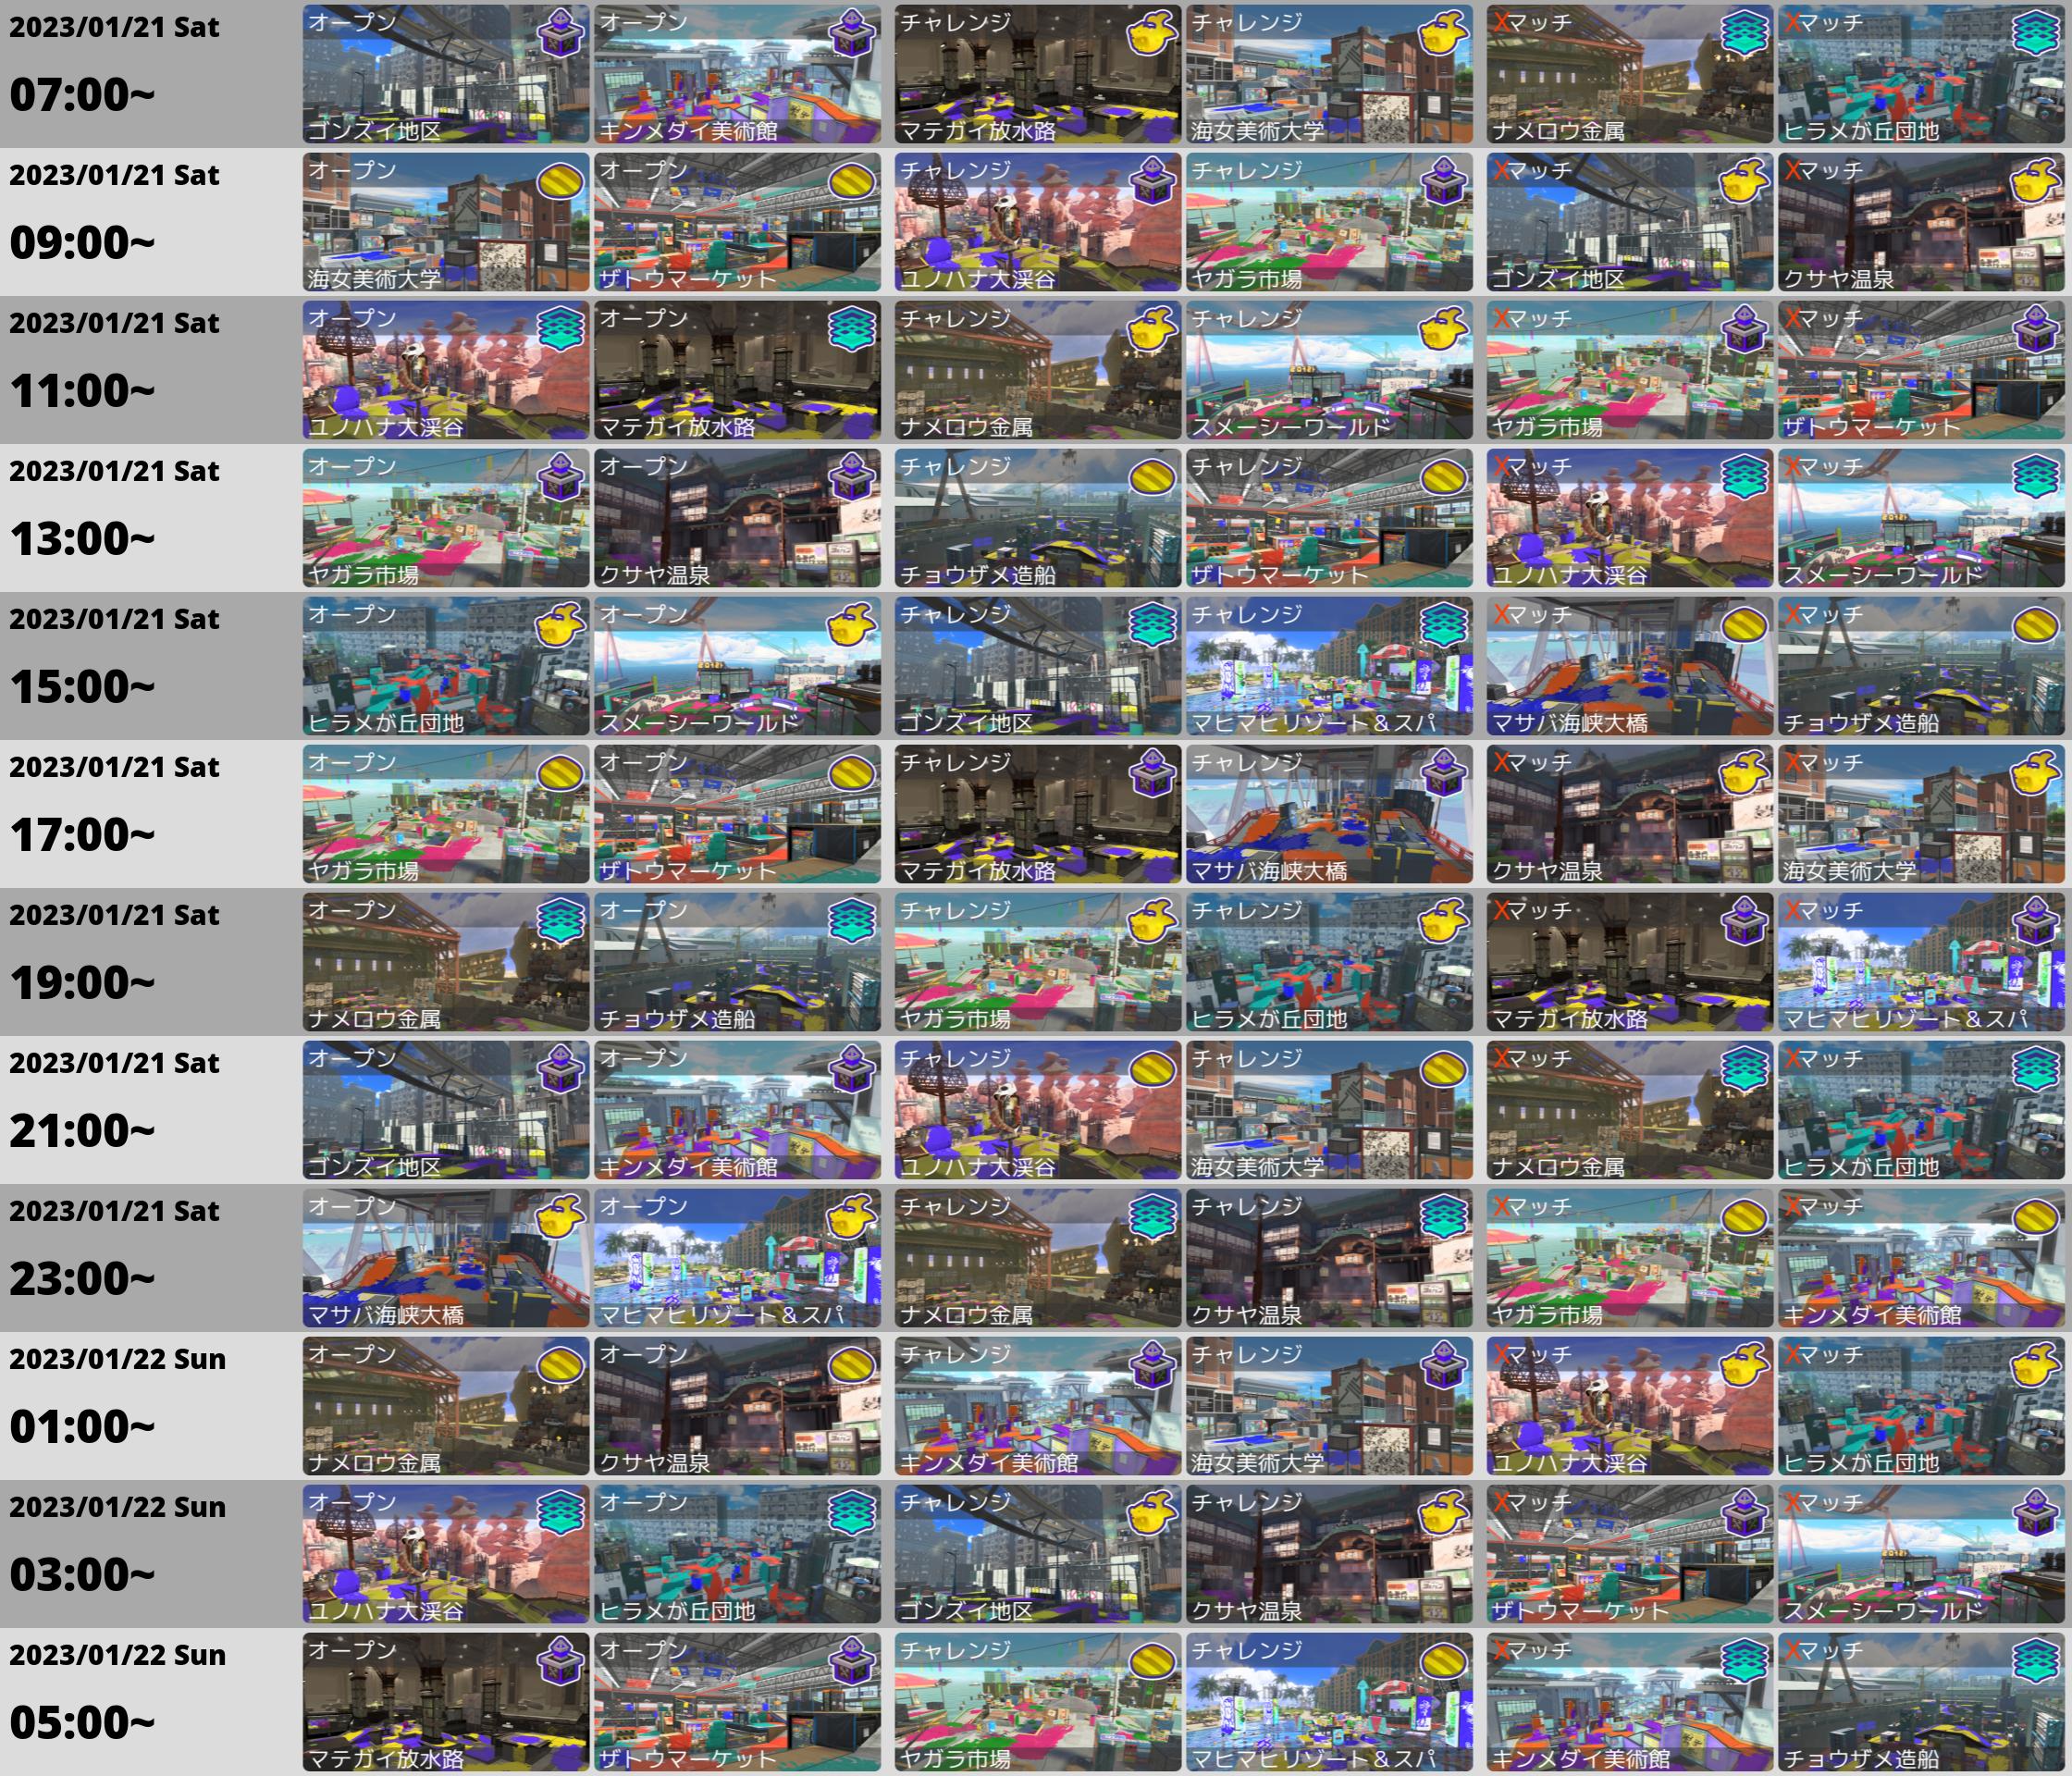 2023/01/21 Sat
07:00~
オープン オープン チャレンジ チャレンジ Xマッチ Xマッチ
ゴンズイ地区 キンメダイ美術館 マテガイ放水路 海女美術大学 ナメロウ金属 ヒラメが丘団地
2023/01/21 Sat
09:00~
オープン オープン チャレンジ チャレンジ Xマッチ Xマッチ
海女美術大学 ザトウマーケット ユノハナ大渓谷 ヤガラ市場 ゴンズイ地区 クサヤ温泉
2023/01/21 Sat
11:00~
オープン オープン チャレンジ チャレンジ Xマッチ Xマッチ
ユノハナ大渓谷 マテガイ放水路 ナメロウ金属 スメーシーワールド ヤガラ市場 ザトウマーケット
2023/01/21 Sat
13:00~
オープン オープン チャレンジ チャレンジ Xマッチ Xマッチ
ヤガラ市場 クサヤ温泉 チョウザメ造船 ザトウマーケット ユノハナ大渓谷 スメーシーワールド
2023/01/21 Sat
15:00~
オープン オープン チャレンジ チャレンジ Xマッチ Xマッチ
ヒラメが丘団地 スメーシーワールド ゴンズイ地区 マヒマヒリゾート＆スパ マサバ海峡大橋 チョウザメ造船
2023/01/21 Sat
17:00~
オープン オープン チャレンジ チャレンジ Xマッチ Xマッチ
ヤガラ市場 ザトウマーケット マテガイ放水路 マサバ海峡大橋 クサヤ温泉 海女美術大学
2023/01/21 Sat
19:00~
オープン オープン チャレンジ チャレンジ Xマッチ Xマッチ
ナメロウ金属 チョウザメ造船 ヤガラ市場 ヒラメが丘団地 マテガイ放水路 マヒマヒリゾート＆スパ
2023/01/21 Sat
21:00~
オープン オープン チャレンジ チャレンジ Xマッチ Xマッチ
ゴンズイ地区 キンメダイ美術館 ユノハナ大渓谷 海女美術大学 ナメロウ金属 ヒラメが丘団地
2023/01/21 Sat
23:00~
オープン オープン チャレンジ チャレンジ Xマッチ Xマッチ
マサバ海峡大橋 マヒマヒリゾート＆スパ ナメロウ金属 クサヤ温泉 ヤガラ市場 キンメダイ美術館
2023/01/22 Sun
01:00~
オープン オープン チャレンジ チャレンジ Xマッチ Xマッチ
ナメロウ金属 クサヤ温泉 キンメダイ美術館 海女美術大学 ユノハナ大渓谷 ヒラメが丘団地
2023/01/22 Sun
03:00~
オープン オープン チャレンジ チャレンジ Xマッチ Xマッチ
ユノハナ大渓谷 ヒラメが丘団地 ゴンズイ地区 クサヤ温泉 ザトウマーケット スメーシーワールド
2023/01/22 Sun
05:00~
オープン オープン チャレンジ チャレンジ Xマッチ Xマッチ
マテガイ放水路 ザトウマーケット ヤガラ市場 マヒマヒリゾート＆スパ キンメダイ美術館 チョウザメ造船